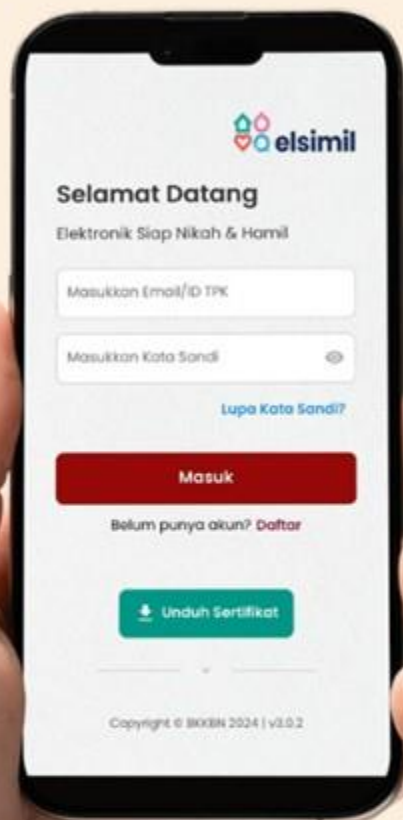 elsimil
Selamat Datang
Elektronik Siap Nikah & Hamil
Masukkan Email/ID TPK
Masukkan Kata Sandi
Lupa Kata Sandi?
Masuk
Belum punya akun? Daftar
Unduh Sertifikat
Copyright © BKKBN 2024 | v3.0.2